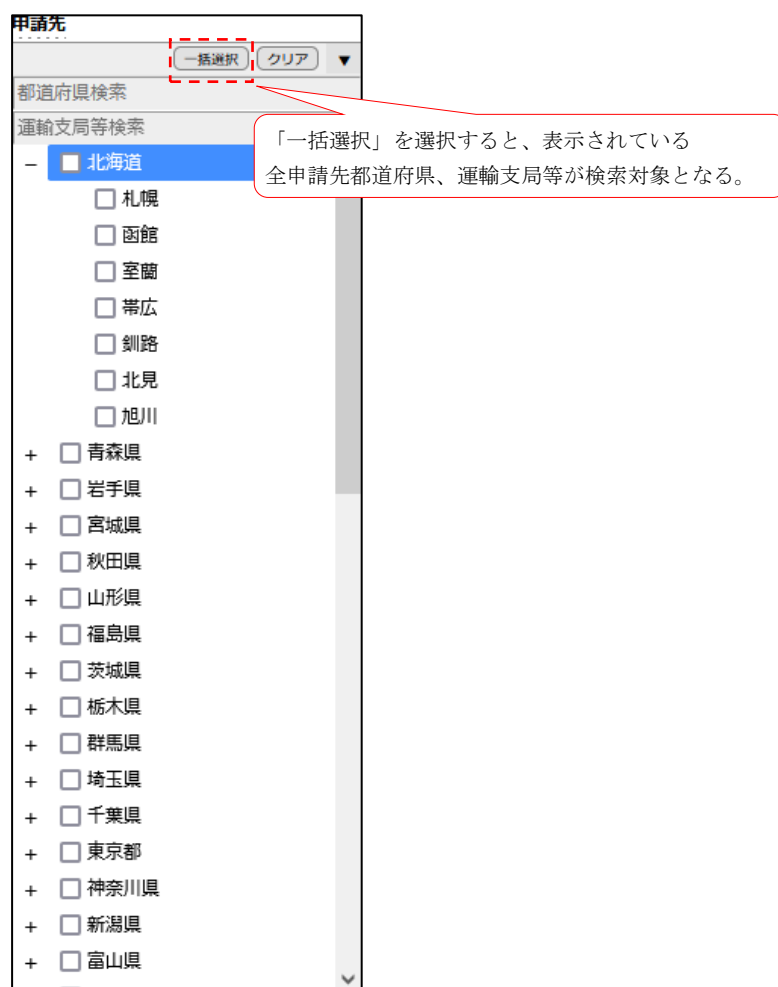 申請先
一括選択 クリア ▼
都道府県検索
運輸支局等検索
「一括選択」を選択すると、表示されている
全申請先都道府県、運輸支局等が検索対象となる。
− 北海道
札幌
函館
室蘭
帯広
釧路
北見
旭川
+ 青森県
+ 岩手県
+ 宮城県
+ 秋田県
+ 山形県
+ 福島県
+ 茨城県
+ 栃木県
+ 群馬県
+ 埼玉県
+ 千葉県
+ 東京都
+ 神奈川県
+ 新潟県
+ 富山県